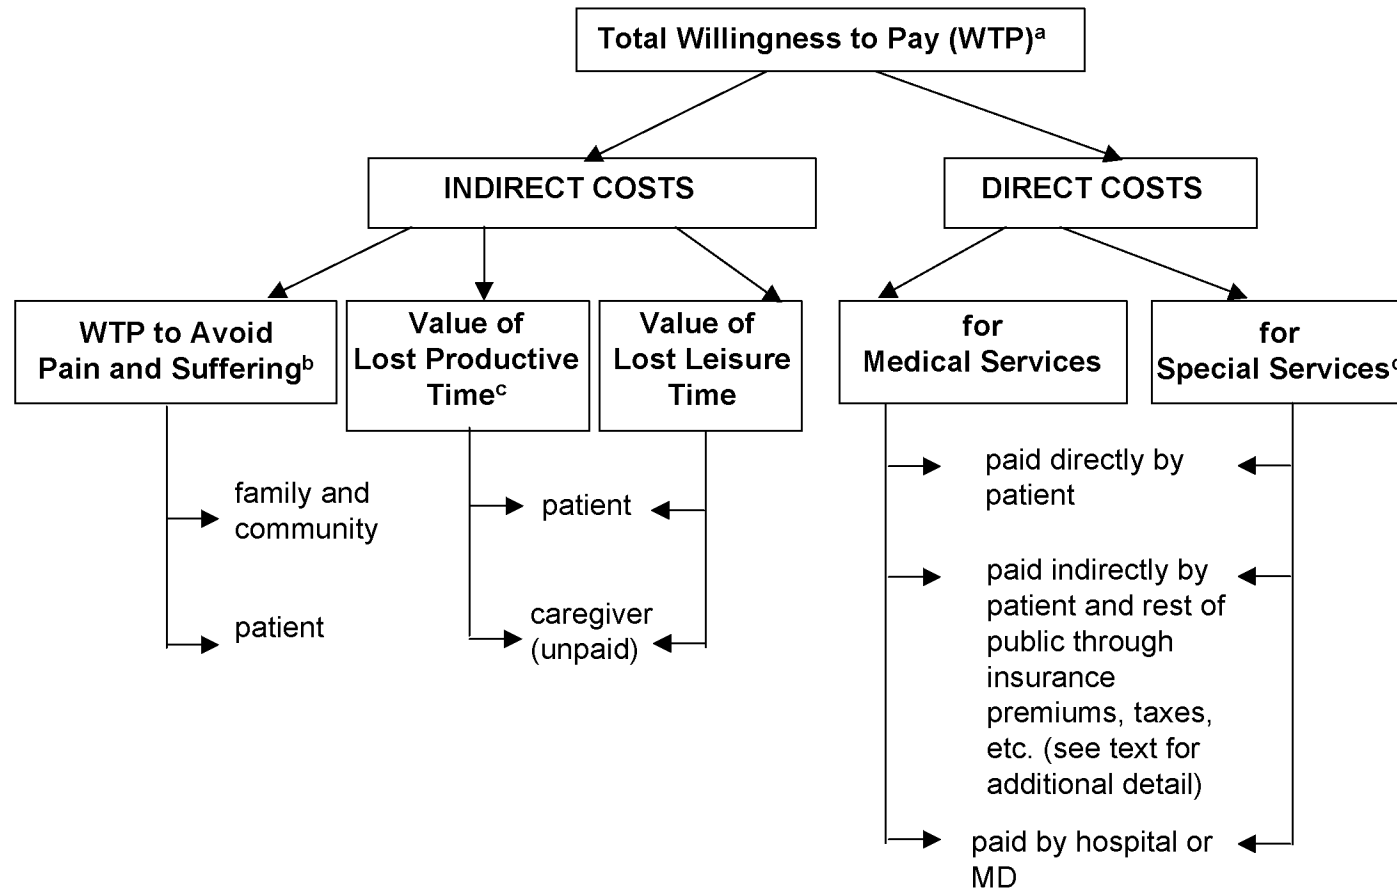 Total Willingness to Pay (WTP)ᵃ
INDIRECT COSTS
DIRECT COSTS
WTP to Avoid
Pain and Sufferingᵇ
Value of
Lost Productive
Timeᶜ
Value of
Lost Leisure
Time
for
Medical Services
for
Special Servicesᵈ
family and
community
patient
patient
caregiver
(unpaid)
paid directly by
patient
paid indirectly by
patient and rest of
public through
insurance
premiums, taxes,
etc. (see text for
additional detail)
paid by hospital or
MD